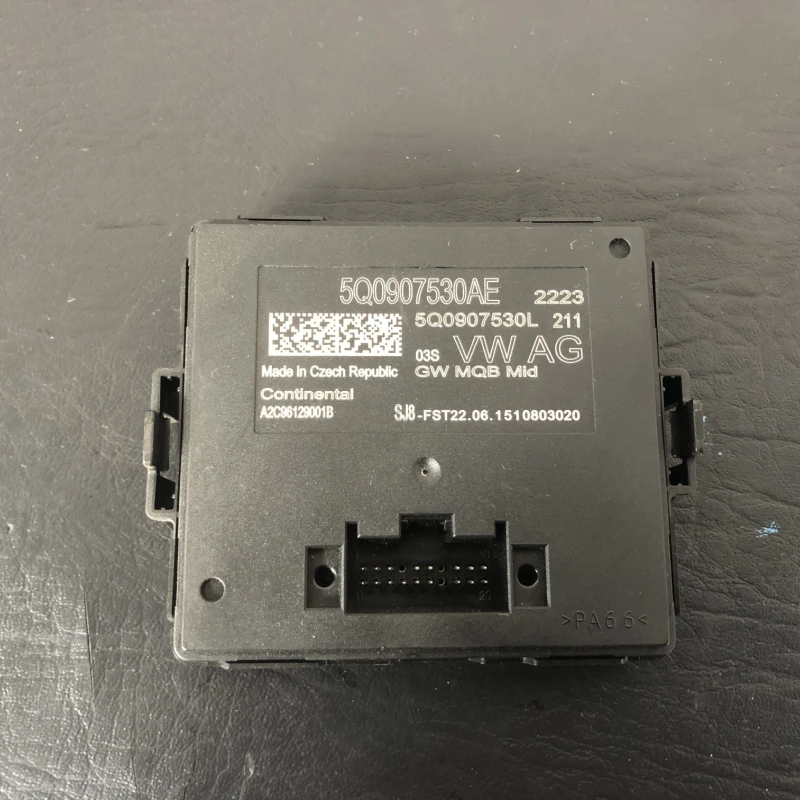 5Q0907530AE 2223
5Q0907530L 211
03S VW AG
Made in Czech Republic GW MQB Mid
Continental
A2C96129001B SJ8-FST22.06.1510803020
20
>PA66<